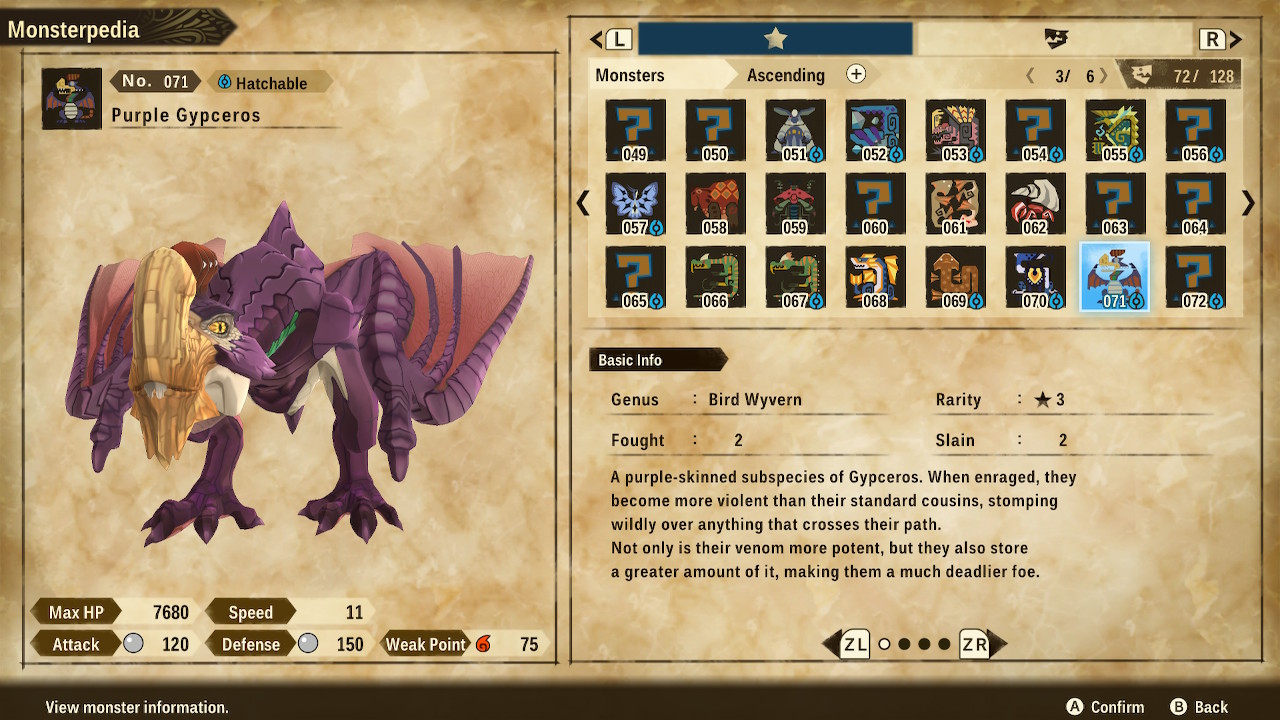 Monsterpedia
No. 071 Hatchable
Purple Gypceros
Max HP 7680 Speed 11
Attack 120 Defense 150 Weak Point 75
L R
Monsters Ascending + 3/ 6 72/ 128
? ? ? ?
049 050 051 052 053 054 055 056
? ? ?
057 058 059 060 061 062 063 064
? ?
065 066 067 068 069 070 071 072
Basic Info
Genus : Bird Wyvern Rarity : ★ 3
Fought : 2 Slain : 2
A purple-skinned subspecies of Gypceros. When enraged, they
become more violent than their standard cousins, stomping
wildly over anything that crosses their path.
Not only is their venom more potent, but they also store
a greater amount of it, making them a much deadlier foe.
ZL ZR
View monster information. A Confirm B Back